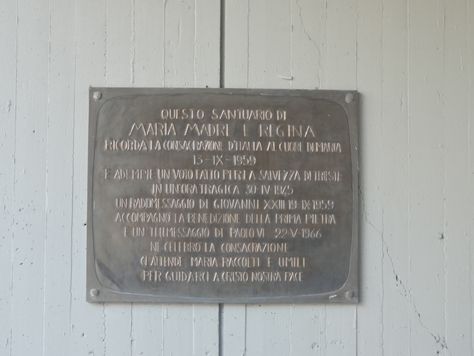 QUESTO SANTUARIO DI
MARIA MADRE E REGINA
RICORDA LA CONSACRAZIONE D'ITALIA AL CUORE DI MARIA
13-IX-1959
E ADEMPIE UN VOTO FATTO PER LA SALVEZZA DI TRIESTE
IN UN'ORA TRAGICA 30-IV-1945
UN RADIOMESSAGGIO DI GIOVANNI XXIII 19-IX-1959
ACCOMPAGNÒ LA BENEDIZIONE DELLA PRIMA PIETRA
E UN TELEMESSAGGIO DI PAOLO VI 22-V-1966
NE CELEBRÒ LA CONSACRAZIONE
CI ATTENDE MARIA RACCOLTI E UMILI
PER GUIDARCI A CRISTO NOSTRA PACE